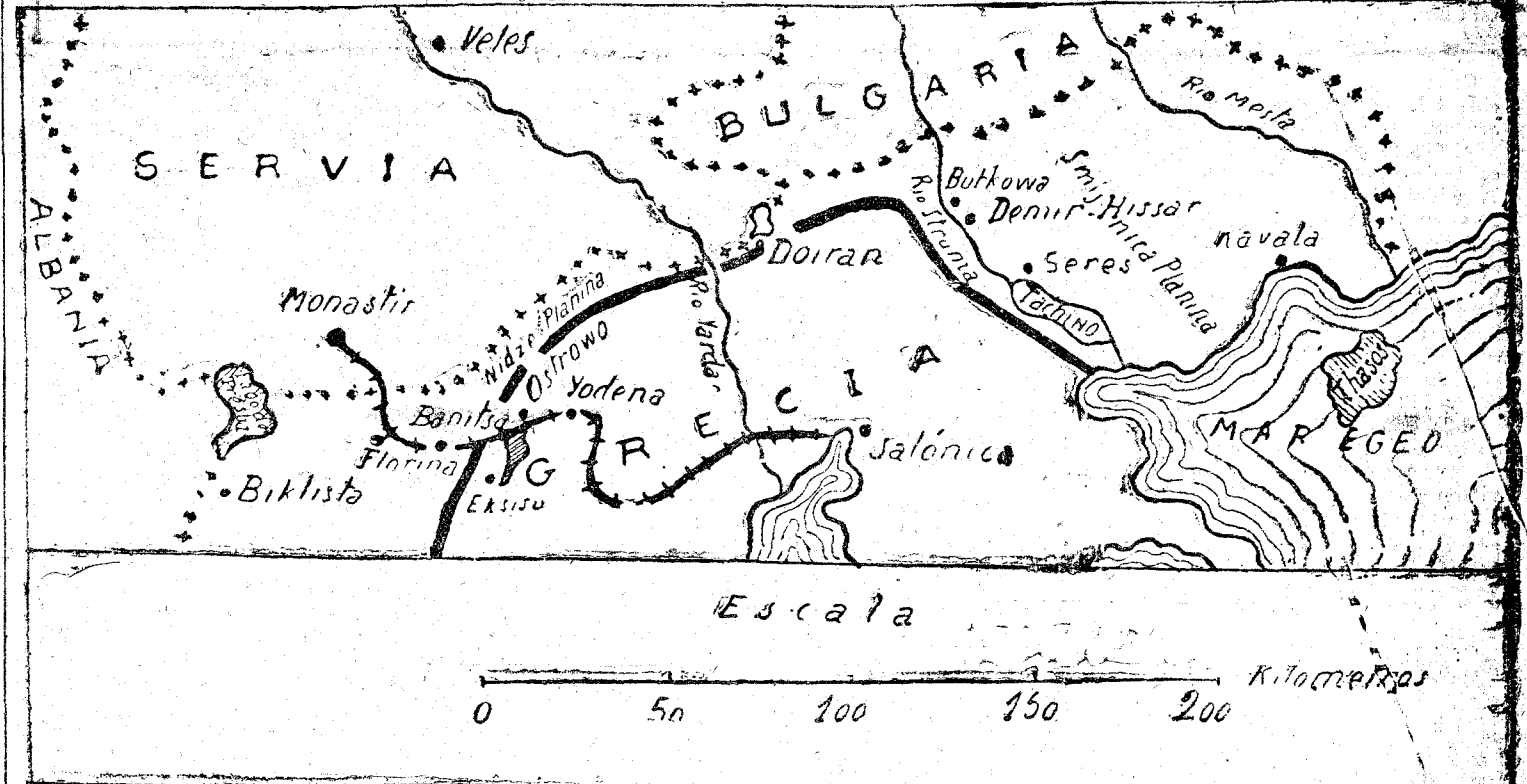 Veles
BULGARIA
Rio Mesta
SERVIA
ALBANIA
Butkowa
Demir-Hissar
Smijnica Planina
Rio Struma
navala
Seres
Doiran
Tachino
Monastir
Nidze Planina
Rio Vardar
Ostrowo
Thasos
Yodena
Banitsa
GRECIA
MAR EGEO
Salónica
Florina
Biklista
Eksisu
Escala
Kilometros
0 50 100 150 200